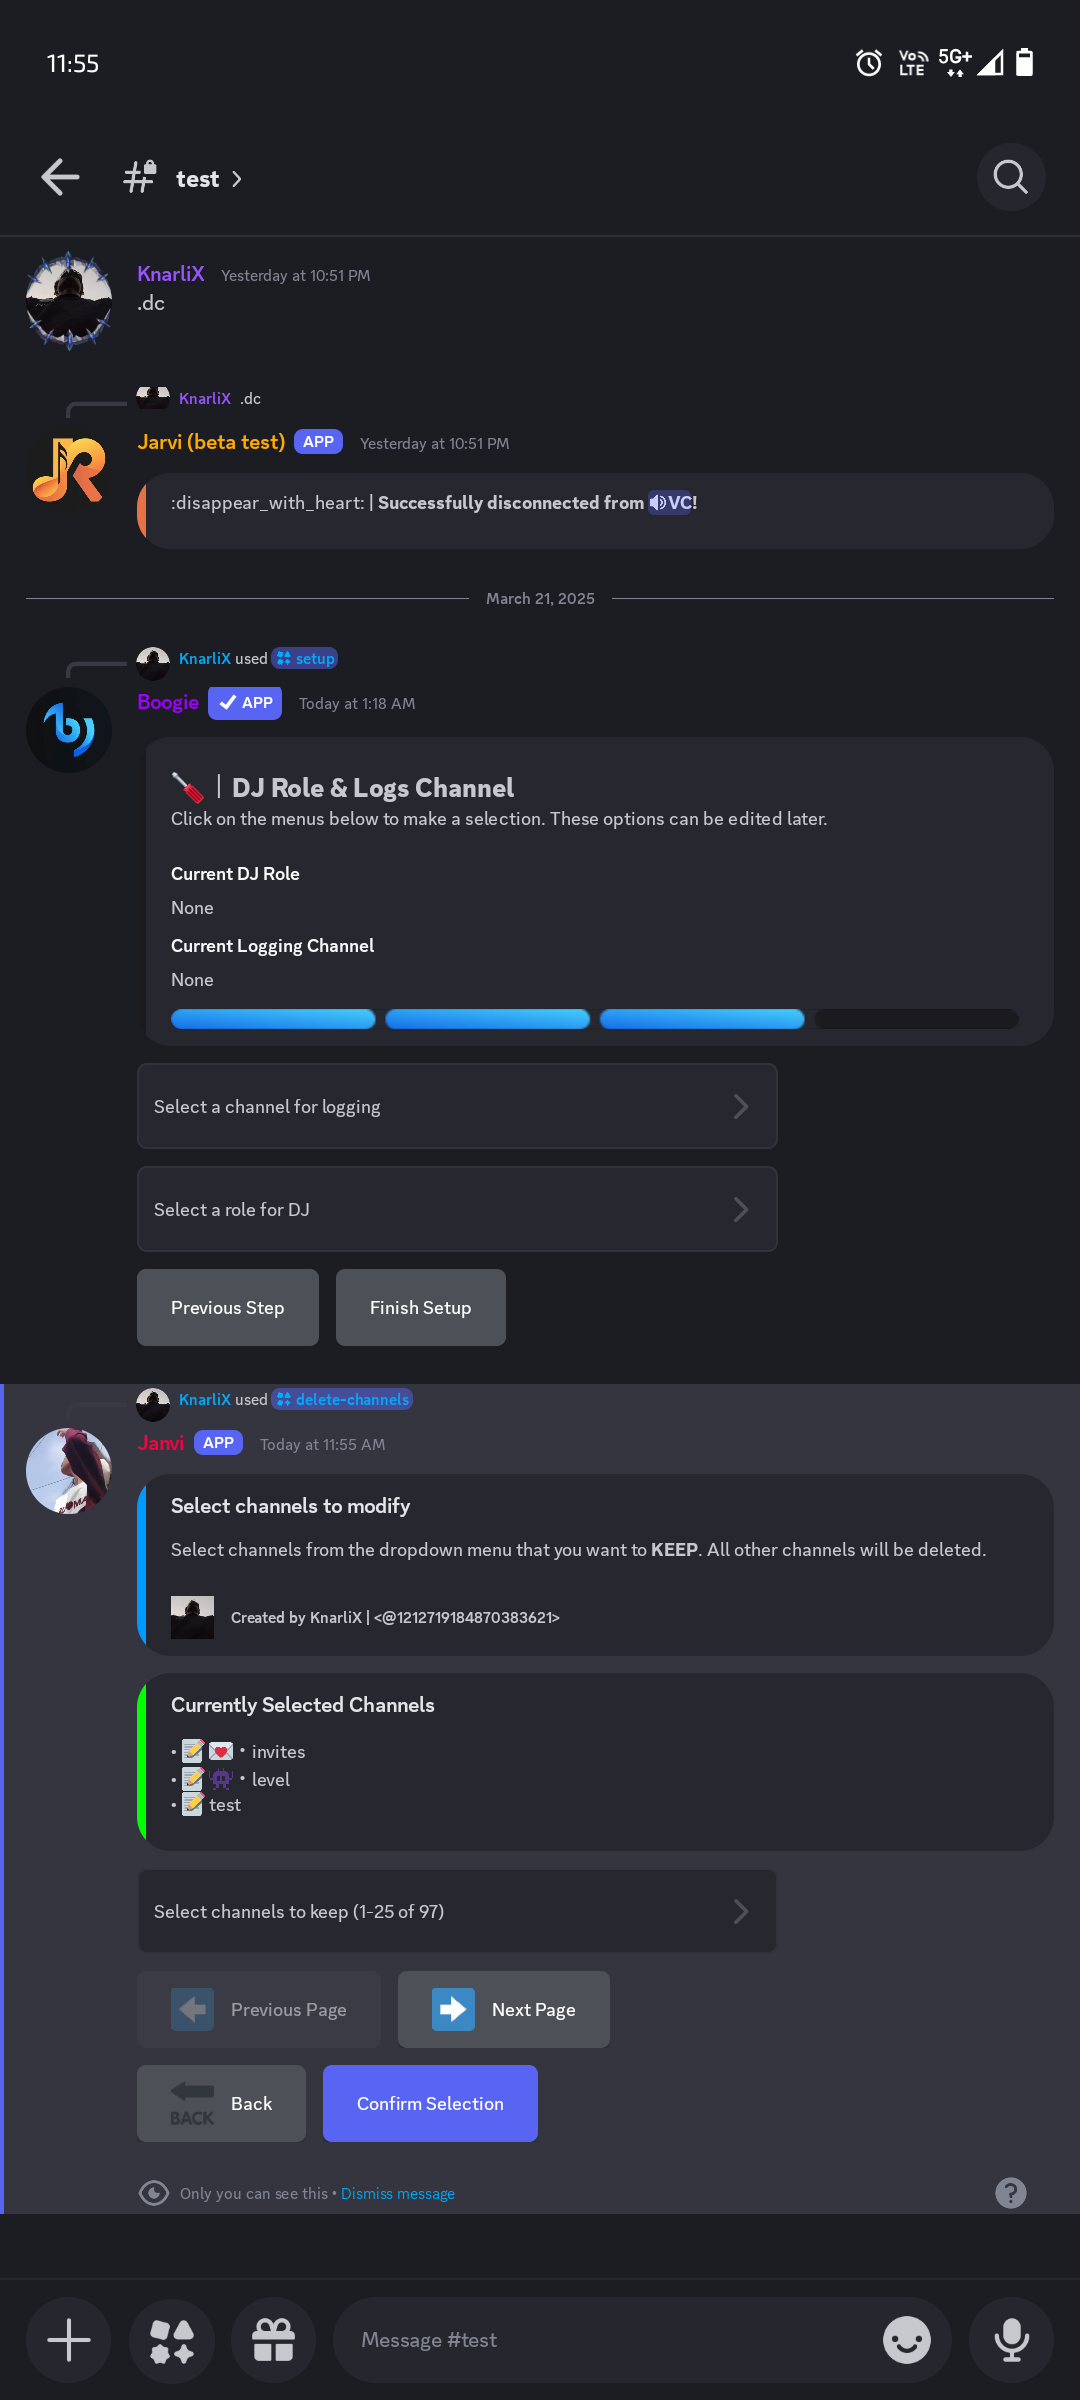 11:55
Vo LTE 5G+
test
KnarliX Yesterday at 10:51 PM
.dc
KnarliX .dc
Jarvi (beta test) APP Yesterday at 10:51 PM
:disappear_with_heart: | Successfully disconnected from VC!
March 21, 2025
KnarliX used setup
Boogie ✓ APP Today at 1:18 AM
🪛 | DJ Role & Logs Channel
Click on the menus below to make a selection. These options can be edited later.
Current DJ Role
None
Current Logging Channel
None
Select a channel for logging
Select a role for DJ
Previous Step Finish Setup
KnarliX used delete-channels
Janvi APP Today at 11:55 AM
Select channels to modify
Select channels from the dropdown menu that you want to KEEP. All other channels will be deleted.
Created by KnarliX | <@1212719184870383621>
Currently Selected Channels
• 📝💌・invites
• 📝👾・level
• 📝 test
Select channels to keep (1-25 of 97)
Previous Page Next Page
BACK Back Confirm Selection
Only you can see this • Dismiss message
Message #test